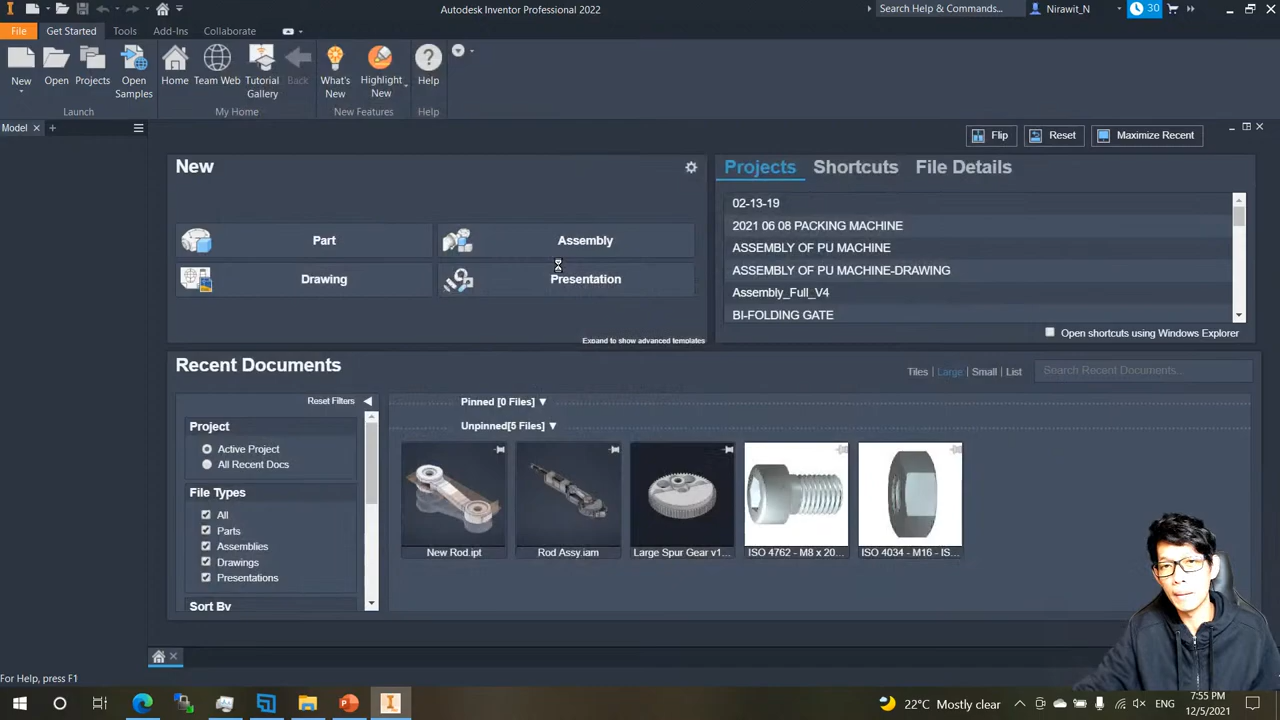 Autodesk Inventor Professional 2022
Search Help & Commands...
Nirawit_N
30
File
Get Started
Tools
Add-Ins
Collaborate
New
Open
Projects
Open Samples
Home
Team Web
Tutorial Gallery
Back
What's New
Highlight New
Help
Launch
My Home
New Features
Help
Model
Flip
Reset
Maximize Recent
New
Part
Assembly
Drawing
Presentation
Expand to show advanced templates
Projects
Shortcuts
File Details
02-13-19
2021 06 08 PACKING MACHINE
ASSEMBLY OF PU MACHINE
ASSEMBLY OF PU MACHINE-DRAWING
Assembly_Full_V4
BI-FOLDING GATE
Open shortcuts using Windows Explorer
Recent Documents
Tiles | Large | Small | List
Search Recent Documents...
Reset Filters
Project
Active Project
All Recent Docs
File Types
All
Parts
Assemblies
Drawings
Presentations
Sort By
Pinned [0 Files]
Unpinned[5 Files]
New Rod.ipt
Rod Assy.iam
Large Spur Gear v1...
ISO 4762 - M8 x 20...
ISO 4034 - M16 - IS...
For Help, press F1
22°C Mostly clear
7:55 PM
12/5/2021